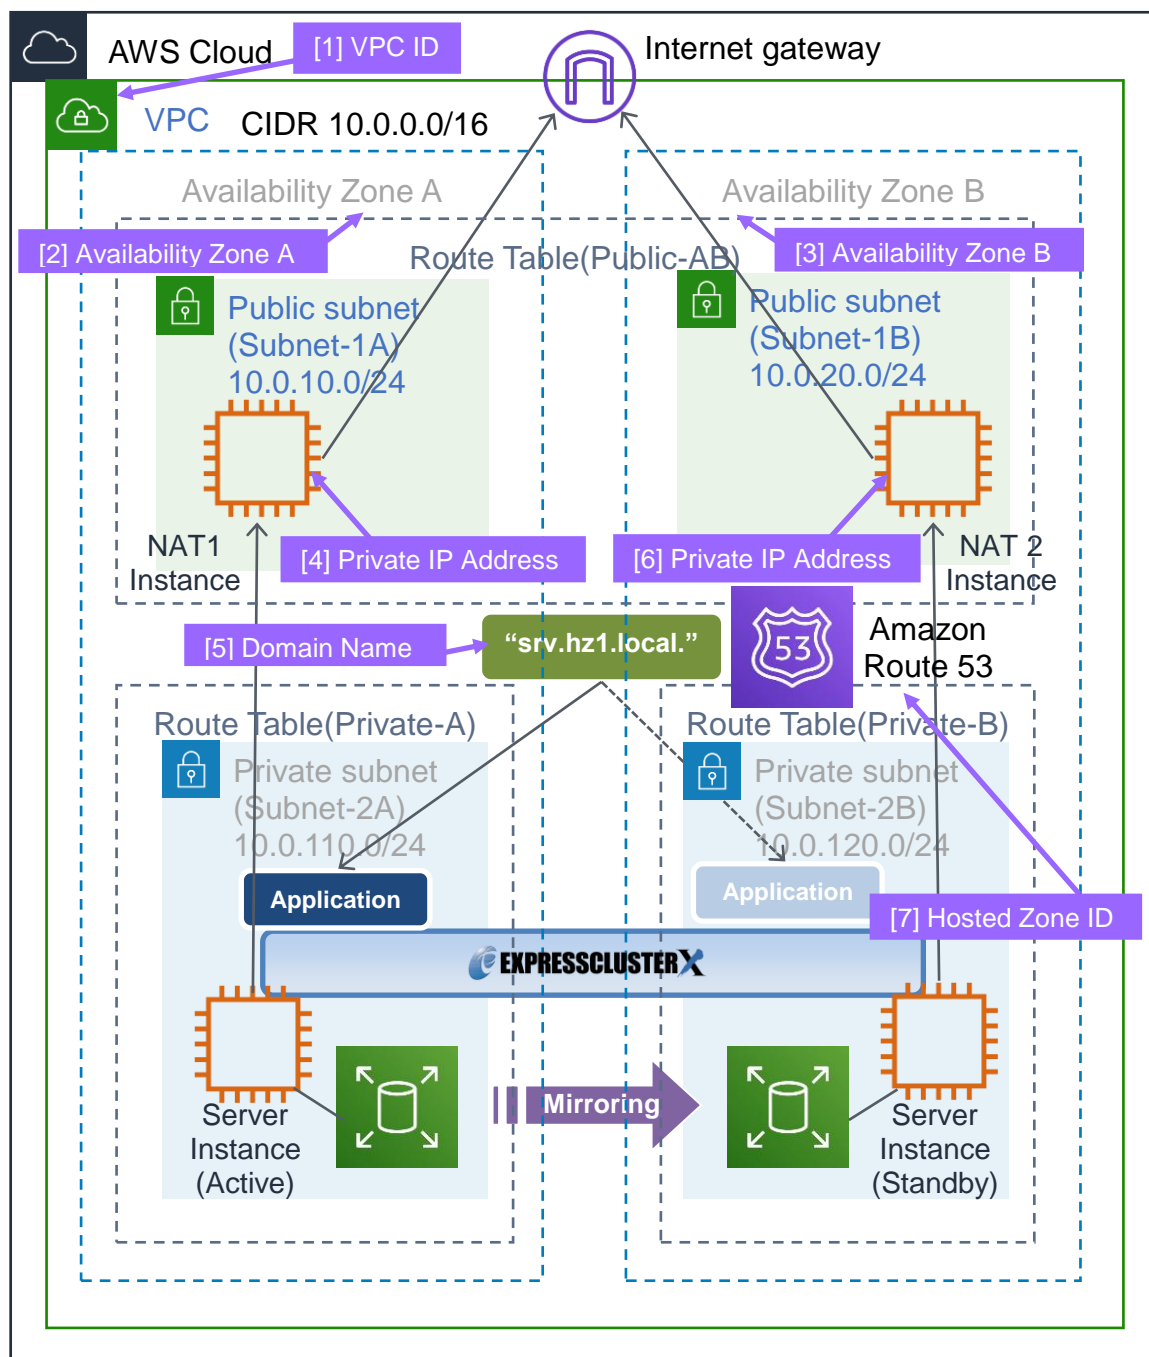 AWS Cloud
[1] VPC ID
Internet gateway
VPC
CIDR 10.0.0.0/16
Availability Zone A
Availability Zone B
[2] Availability Zone A
Route Table(Public-AB)
[3] Availability Zone B
Public subnet
(Subnet-1A)
10.0.10.0/24
Public subnet
(Subnet-1B)
10.0.20.0/24
NAT1
Instance
[4] Private IP Address
[6] Private IP Address
NAT 2
Instance
[5] Domain Name
“srv.hz1.local.”
53
Amazon
Route 53
Route Table(Private-A)
Route Table(Private-B)
Private subnet
(Subnet-2A)
10.0.110.0/24
Private subnet
(Subnet-2B)
10.0.120.0/24
Application
Application
[7] Hosted Zone ID
EXPRESSCLUSTER X
Server
Instance
(Active)
Mirroring
Server
Instance
(Standby)